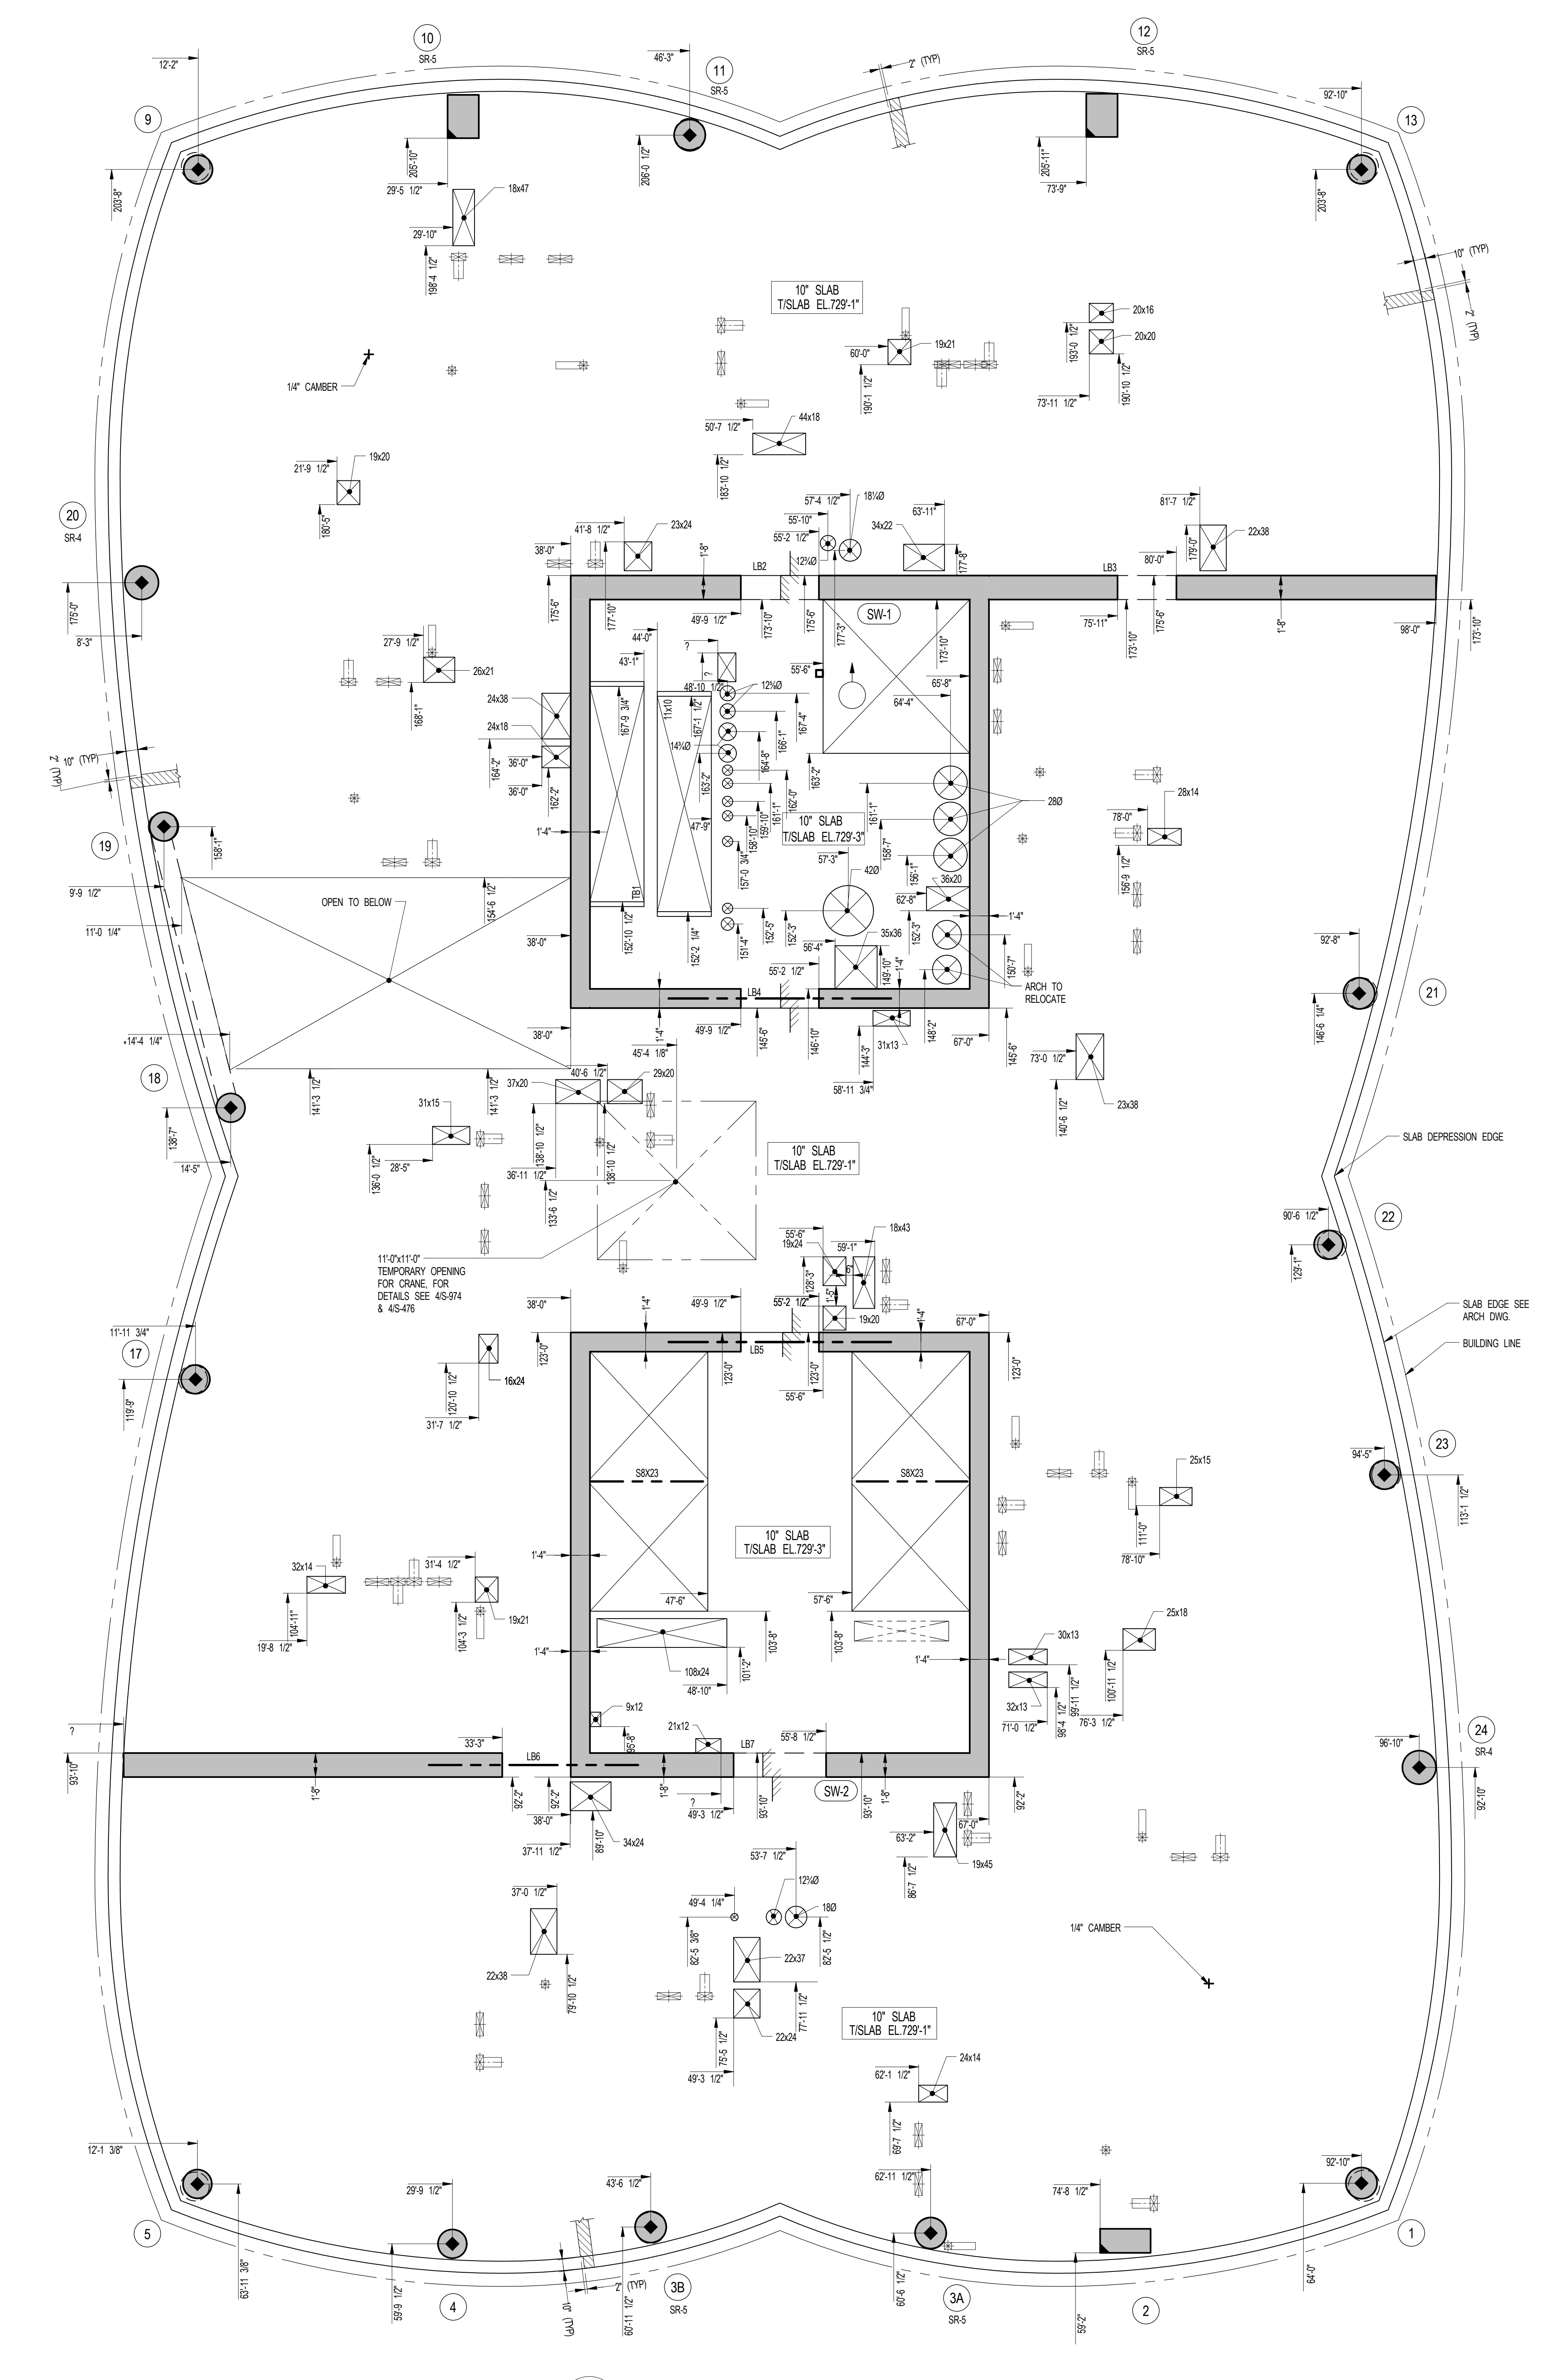 10
SR-5
12
SR-5
46'-3"
12'-2"
11
SR-5
2" (TYP)
92'-10"
9
13
205'-10"
206'-0 1/2"
205'-11"
203'-8"
203'-8"
29'-5 1/2"
18x47
73'-9"
29'-10"
198'-4 1/2"
10" (TYP)
2" (TYP)
10" SLAB
T/SLAB EL.729'-1"
20x16
193'-0 1/2"
20x20
60'-0"
19x21
190'-1 1/2"
190'-10 1/2"
73'-11 1/2"
1/4" CAMBER
50'-7 1/2"
44x18
183'-10 1/2"
21'-9 1/2"
19x20
180'-5"
57'-4 1/2"
18¼Ø
81'-7 1/2"
20
SR-4
41'-8 1/2"
23x24
55'-10"
63'-11"
34x22
22x38
179'-0"
55'-2 1/2"
38'-0"
1'-8"
12¾Ø
177'-8"
80'-0"
LB2
LB3
175'-0"
175'-6"
177'-10"
49'-9 1/2"
173'-10"
175'-6"
177'-3"
SW-1
173'-10"
75'-11"
173'-10"
175'-6"
1'-8"
98'-0"
173'-10"
8'-3"
27'-9 1/2"
44'-0"
43'-1"
?
?
55'-6"
65'-8"
26x21
168'-1"
48'-10 1/2"
12¾Ø
64'-4"
24x38
24x18
167'-9 3/4"
11x10
167'-1 1/2"
167'-4"
166'-1"
164'-2"
14¾Ø
164'-8"
163'-2"
163'-2"
2" (TYP)
10" (TYP)
36'-0"
36'-0"
162'-2"
162'-0"
161'-1"
161'-1"
28Ø
28x14
78'-0"
159'-10"
158'-10"
158'-7"
156'-9 1/2"
1'-4"
47'-9"
10" SLAB
T/SLAB EL.729'-3"
158'-1"
19
157'-0 3/4"
57'-3"
156'-1"
42Ø
36x20
62'-8"
9'-9 1/2"
TB1
154'-6 1/2"
OPEN TO BELOW
11'-0 1/4"
152'-10 1/2"
152'-2 1/4"
151'-4"
152'-5"
152'-3"
152'-3"
1'-4"
35x36
38'-0"
56'-4"
149'-10"
150'-7"
92'-8"
55'-2 1/2"
1'-4"
ARCH TO
RELOCATE
21
LB4
146'-6 1/4"
14'-4 1/4"
38'-0"
1'-4"
49'-9 1/2"
145'-6"
146'-10"
144'-3"
31x13
148'-2"
67'-0"
145'-6"
45'-4 1/8"
58'-11 3/4"
73'-0 1/2"
18
40'-6 1/2"
37x20
29x20
23x38
140'-6 1/2"
141'-3 1/2"
141'-3 1/2"
31x15
138'-7"
138'-10 1/2"
138'-10 1/2"
14'-5"
136'-0 1/2"
28'-5"
36'-11 1/2"
133'-6 1/2"
10" SLAB
T/SLAB EL.729'-1"
SLAB DEPRESSION EDGE
22
90'-6 1/2"
129'-1"
11'-0"x11'-0"
TEMPORARY OPENING
FOR CRANE, FOR
DETAILS SEE 4/S-974
& 4/S-476
55'-6"
19x24
18x43
59'-1"
128'-3"
1'-5"
38'-0"
49'-9 1/2"
55'-2 1/2"
19x20
1'-4"
1'-4"
67'-0"
SLAB EDGE SEE
ARCH DWG.
BUILDING LINE
11'-11 3/4"
17
123'-0"
123'-0"
LB5
123'-0"
123'-0"
16x24
55'-6"
119'-9"
120'-10 1/2"
31'-7 1/2"
23
94'-5"
S8X23
S8X23
25x15
111'-0"
113'-1 1/2"
78'-10"
10" SLAB
T/SLAB EL.729'-3"
1'-4"
32x14
31'-4 1/2"
19x21
104'-11"
19'-8 1/2"
104'-3 1/2"
47'-6"
57'-6"
103'-8"
103'-8"
25x18
30x13
1'-4"
108x24
48'-10"
101'-2"
1'-4"
32x13
99'-11 1/2"
98'-4 1/2"
100'-11 1/2"
71'-0 1/2"
76'-3 1/2"
9x12
95'-8"
?
33'-3"
21x12
LB7
55'-8 1/2"
24
SR-4
96'-10"
93'-10"
LB6
1'-8"
92'-2"
92'-2"
1'-8"
93'-10"
SW-2
93'-10"
1'-8"
92'-2"
92'-10"
?
49'-3 1/2"
38'-0"
37'-11 1/2"
89'-10"
34x24
63'-2"
67'-0"
19x45
86'-7 1/2"
53'-7 1/2"
12¾Ø
37'-0 1/2"
49'-4 1/4"
18Ø
82'-5 3/8"
82'-5 1/2"
1/4" CAMBER
22x37
22x38
79'-10 1/2"
77'-11 1/2"
75'-5 1/2"
22x24
10" SLAB
T/SLAB EL.729'-1"
49'-3 1/2"
62'-1 1/2"
24x14
69'-7 1/2"
12'-1 3/8"
29'-9 1/2"
43'-6 1/2"
62'-11 1/2"
74'-8 1/2"
92'-10"
5
1
63'-11 3/8"
59'-9 1/2"
60'-11 1/2"
60'-6 1/2"
59'-2"
64'-0"
2" (TYP)
10" (TYP)
4
3B
SR-5
3A
SR-5
2